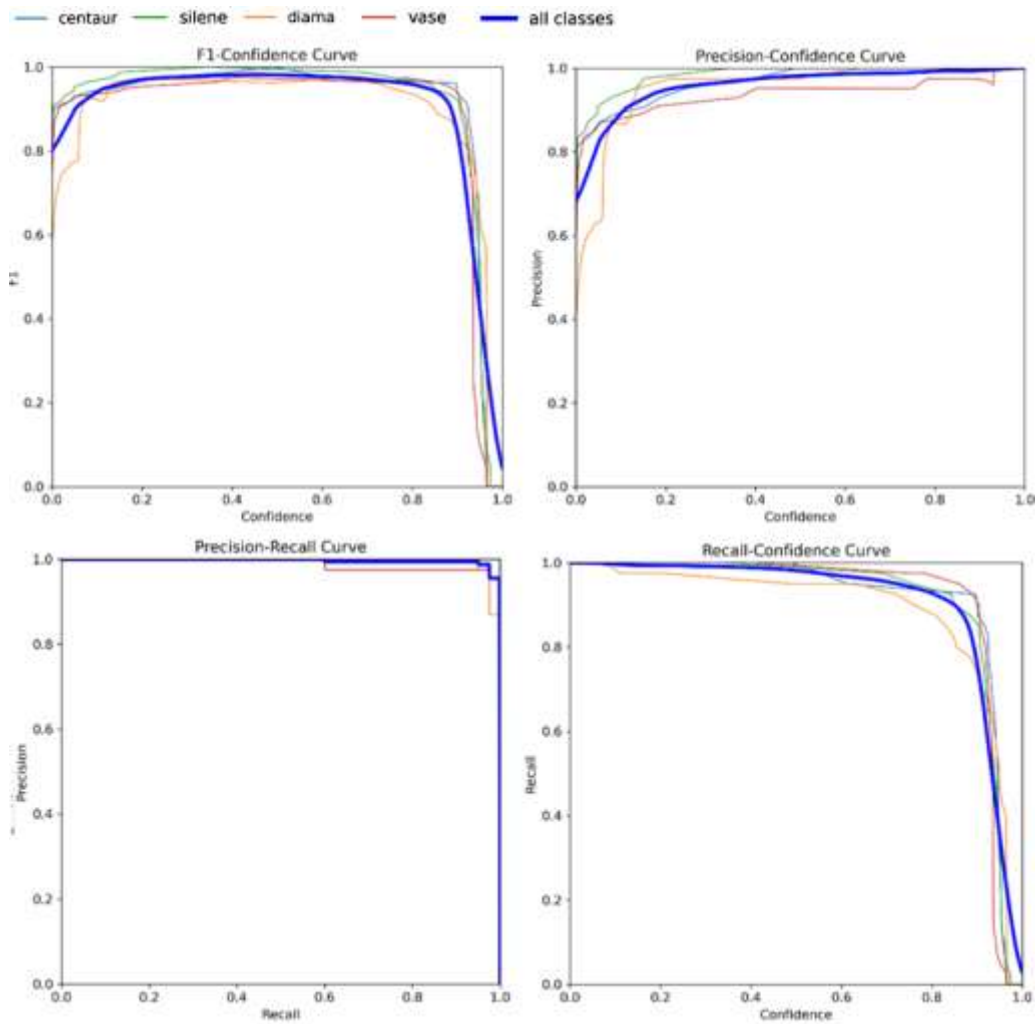 centaur silene diama vase all classes
F1-Confidence Curve
1.0
0.8
0.6
0.4
0.2
0.0
F1
0.0 0.2 0.4 0.6 0.8 1.0
Confidence
Precision-Confidence Curve
1.0
0.8
0.6
0.4
0.2
0.0
Precision
0.0 0.2 0.4 0.6 0.8 1.0
Confidence
Precision-Recall Curve
1.0
0.8
0.6
0.4
0.2
0.0
Precision
0.0 0.2 0.4 0.6 0.8 1.0
Recall
Recall-Confidence Curve
1.0
0.8
0.6
0.4
0.2
0.0
Recall
0.0 0.2 0.4 0.6 0.8 1.0
Confidence